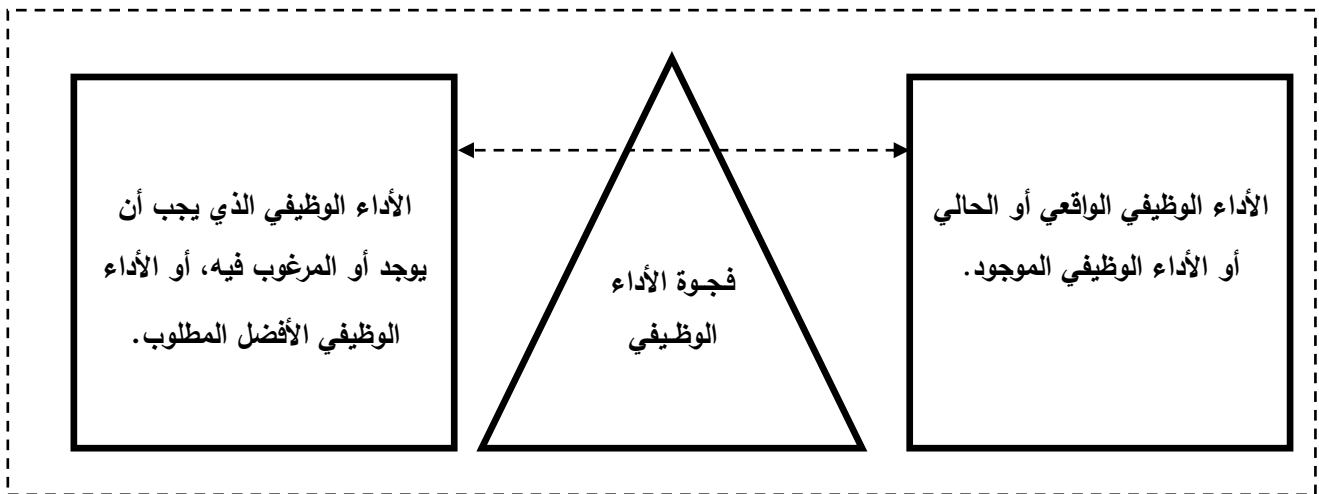 الأداء الوظيفي الواقعي أو الحالي
أو الأداء الوظيفي الموجود.
فجوة الأداء
الوظيفي
الأداء الوظيفي الذي يجب أن
يوجد أو المرغوب فيه، أو الأداء
الوظيفي الأفضل المطلوب.